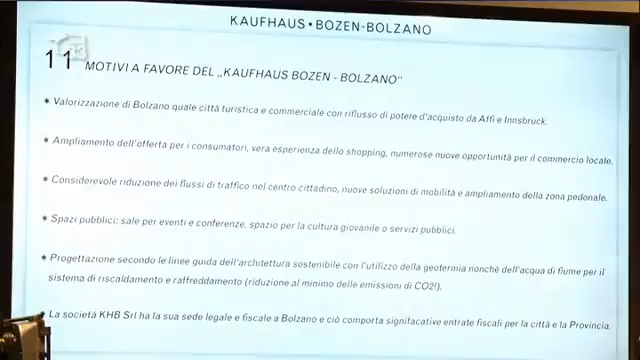 KAUFHAUS • BOZEN-BOLZANO
11 MOTIVI A FAVORE DEL „KAUFHAUS BOZEN - BOLZANO"
* Valorizzazione di Bolzano quale città turistica e commerciale con riflusso di potere d'acquisto da Affi e Innsbruck.
* Ampliamento dell'offerta per i consumatori, vera esperienza dello shopping, numerose nuove opportunità per il commercio locale.
* Considerevole riduzione dei flussi di traffico nel centro cittadino, nuove soluzioni di mobilità e ampliamento della zona pedonale.
* Spazi pubblici: sale per eventi e conferenze, spazio per la cultura giovanile o servizi pubblici.
* Progettazione secondo le linee guida dell'architettura sostenibile con l'utilizzo della geotermia nonchè dell'acqua di fiume per il
sistema di riscaldamento e raffreddamento (riduzione al minimo delle emissioni di CO2!).
* La società KHB Srl ha la sua sede legale e fiscale a Bolzano e ciò comporta signifacative entrate fiscali per la città e la Provincia.